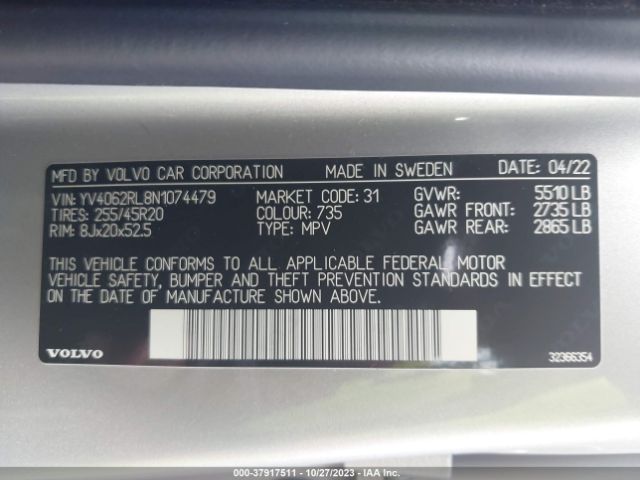 MFD BY VOLVO CAR CORPORATION MADE IN SWEDEN DATE: 04/22
VIN: YV4062RL8N1074479 MARKET CODE: 31 GVWR: 5510 LB
TIRES: 255/45R20 COLOUR: 735 GAWR FRONT: 2735 LB
RIM: 8Jx20x52.5 TYPE: MPV GAWR REAR: 2865 LB
THIS VEHICLE CONFORMS TO ALL APPLICABLE FEDERAL MOTOR
VEHICLE SAFETY, BUMPER AND THEFT PREVENTION STANDARDS IN EFFECT
ON THE DATE OF MANUFACTURE SHOWN ABOVE.
VOLVO 32366354
000-37917511 - 10/27/2023 - IAA, Inc.